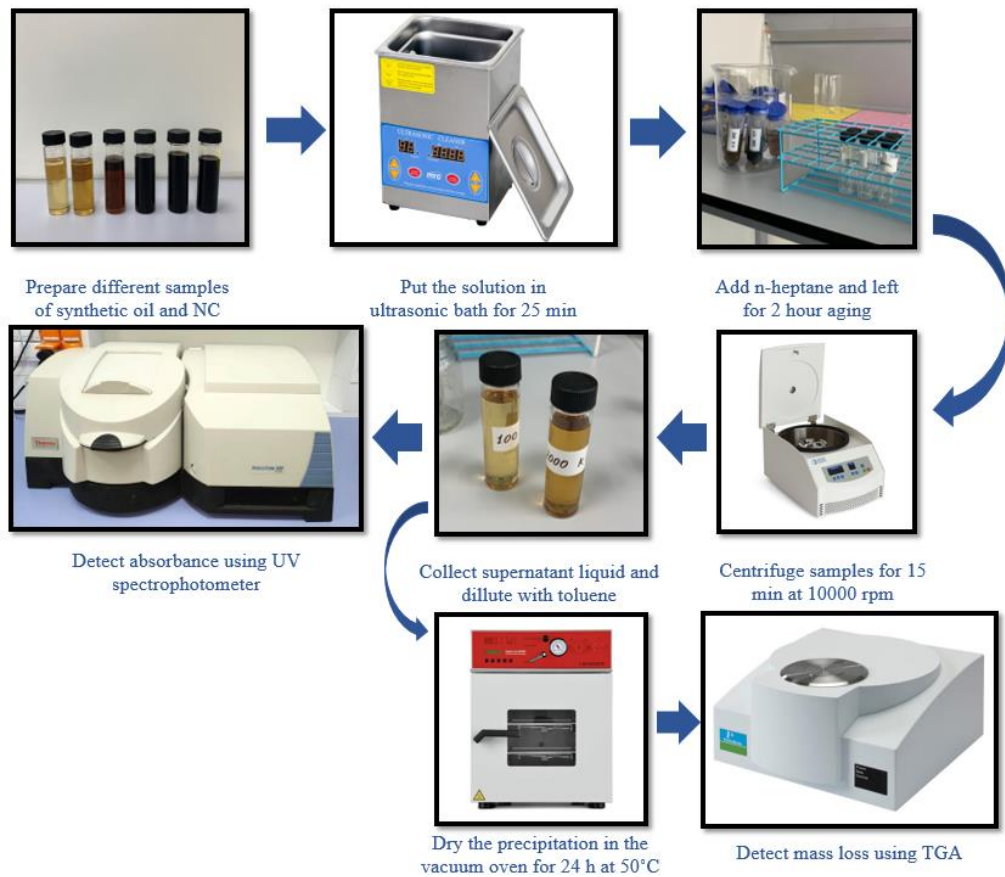 Prepare different samples
of synthetic oil and NC
ULTRASONIC CLEANER
Put the solution in
ultrasonic bath for 25 min
Add n-heptane and left
for 2 hour aging
Centrifuge samples for 15
min at 10000 rpm
100
Collect supernatant liquid and
dillute with toluene
Detect absorbance using UV
spectrophotometer
Dry the precipitation in the
vacuum oven for 24 h at 50°C
Detect mass loss using TGA